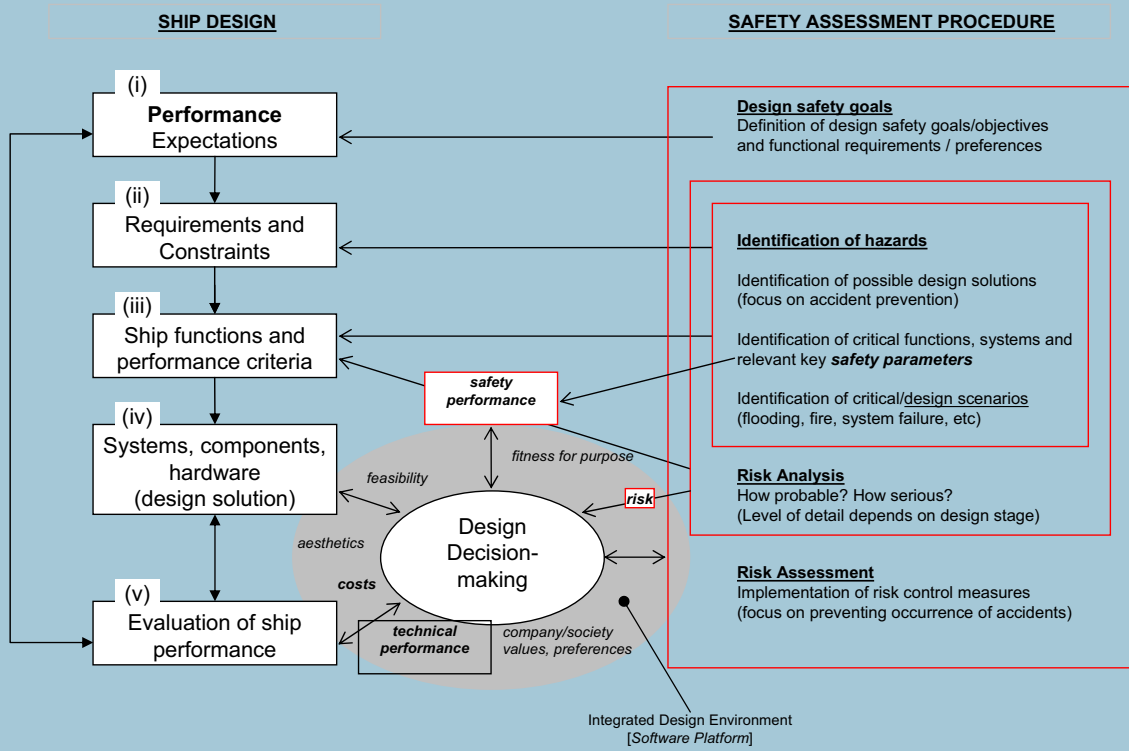 SHIP DESIGN
SAFETY ASSESSMENT PROCEDURE
(i)
Performance
Expectations
(ii)
Requirements and
Constraints
(iii)
Ship functions and
performance criteria
(iv)
Systems, components,
hardware
(design solution)
(v)
Evaluation of ship
performance
safety
performance
feasibility
fitness for purpose
risk
aesthetics
costs
Design
Decision-
making
technical
performance
company/society
values, preferences
Integrated Design Environment
[Software Platform]
Design safety goals
Definition of design safety goals/objectives
and functional requirements / preferences
Identification of hazards
Identification of possible design solutions
(focus on accident prevention)
Identification of critical functions, systems and
relevant key safety parameters
Identification of critical/design scenarios
(flooding, fire, system failure, etc)
Risk Analysis
How probable? How serious?
(Level of detail depends on design stage)
Risk Assessment
Implementation of risk control measures
(focus on preventing occurrence of accidents)